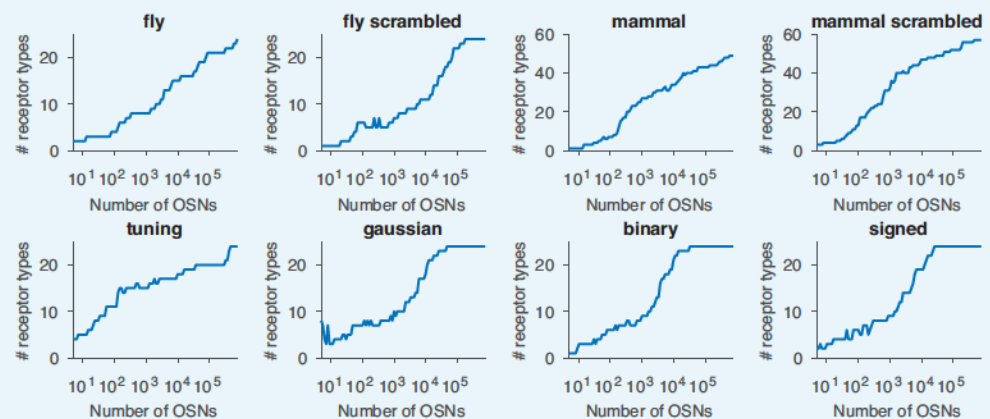 fly
# receptor types
20
10
0
10^1 10^2 10^3 10^4 10^5
Number of OSNs
fly scrambled
# receptor types
20
10
0
10^1 10^2 10^3 10^4 10^5
Number of OSNs
mammal
# receptor types
60
40
20
0
10^1 10^2 10^3 10^4 10^5
Number of OSNs
mammal scrambled
# receptor types
60
40
20
0
10^1 10^2 10^3 10^4 10^5
Number of OSNs
tuning
# receptor types
20
10
0
10^1 10^2 10^3 10^4 10^5
Number of OSNs
gaussian
# receptor types
20
10
0
10^1 10^2 10^3 10^4 10^5
Number of OSNs
binary
# receptor types
20
10
0
10^1 10^2 10^3 10^4 10^5
Number of OSNs
signed
# receptor types
20
10
0
10^1 10^2 10^3 10^4 10^5
Number of OSNs